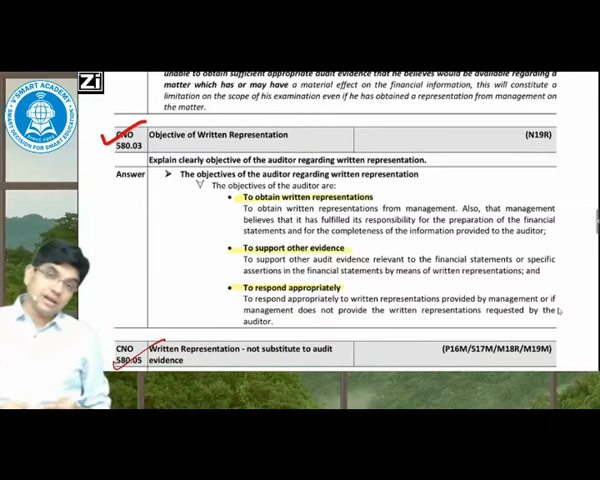 V'SMART ACADEMY
SINCE-2006
DECISION FOR SMART EDUCATION
Zi
unable to obtain sufficient appropriate audit evidence that he believes would be available regarding a
matter which has or may have a material effect on the financial information, this will constitute a
limitation on the scope of his examination even if he has obtained a representation from management on
the matter.
CNO
580.03
Objective of Written Representation
(N19R)
Explain clearly objective of the auditor regarding written representation.
Answer
➤ The objectives of the auditor regarding written representation
The objectives of the auditor are:
• To obtain written representations
To obtain written representations from management. Also, that management
believes that it has fulfilled its responsibility for the preparation of the financial
statements and for the completeness of the information provided to the auditor;
• To support other evidence
To support other audit evidence relevant to the financial statements or specific
assertions in the financial statements by means of written representations; and
• To respond appropriately
To respond appropriately to written representations provided by management or if
management does not provide the written representations requested by the
auditor.
CNO
580.05
Written Representation - not substitute to audit
evidence
(P16M/S17M/M18R/M19M)